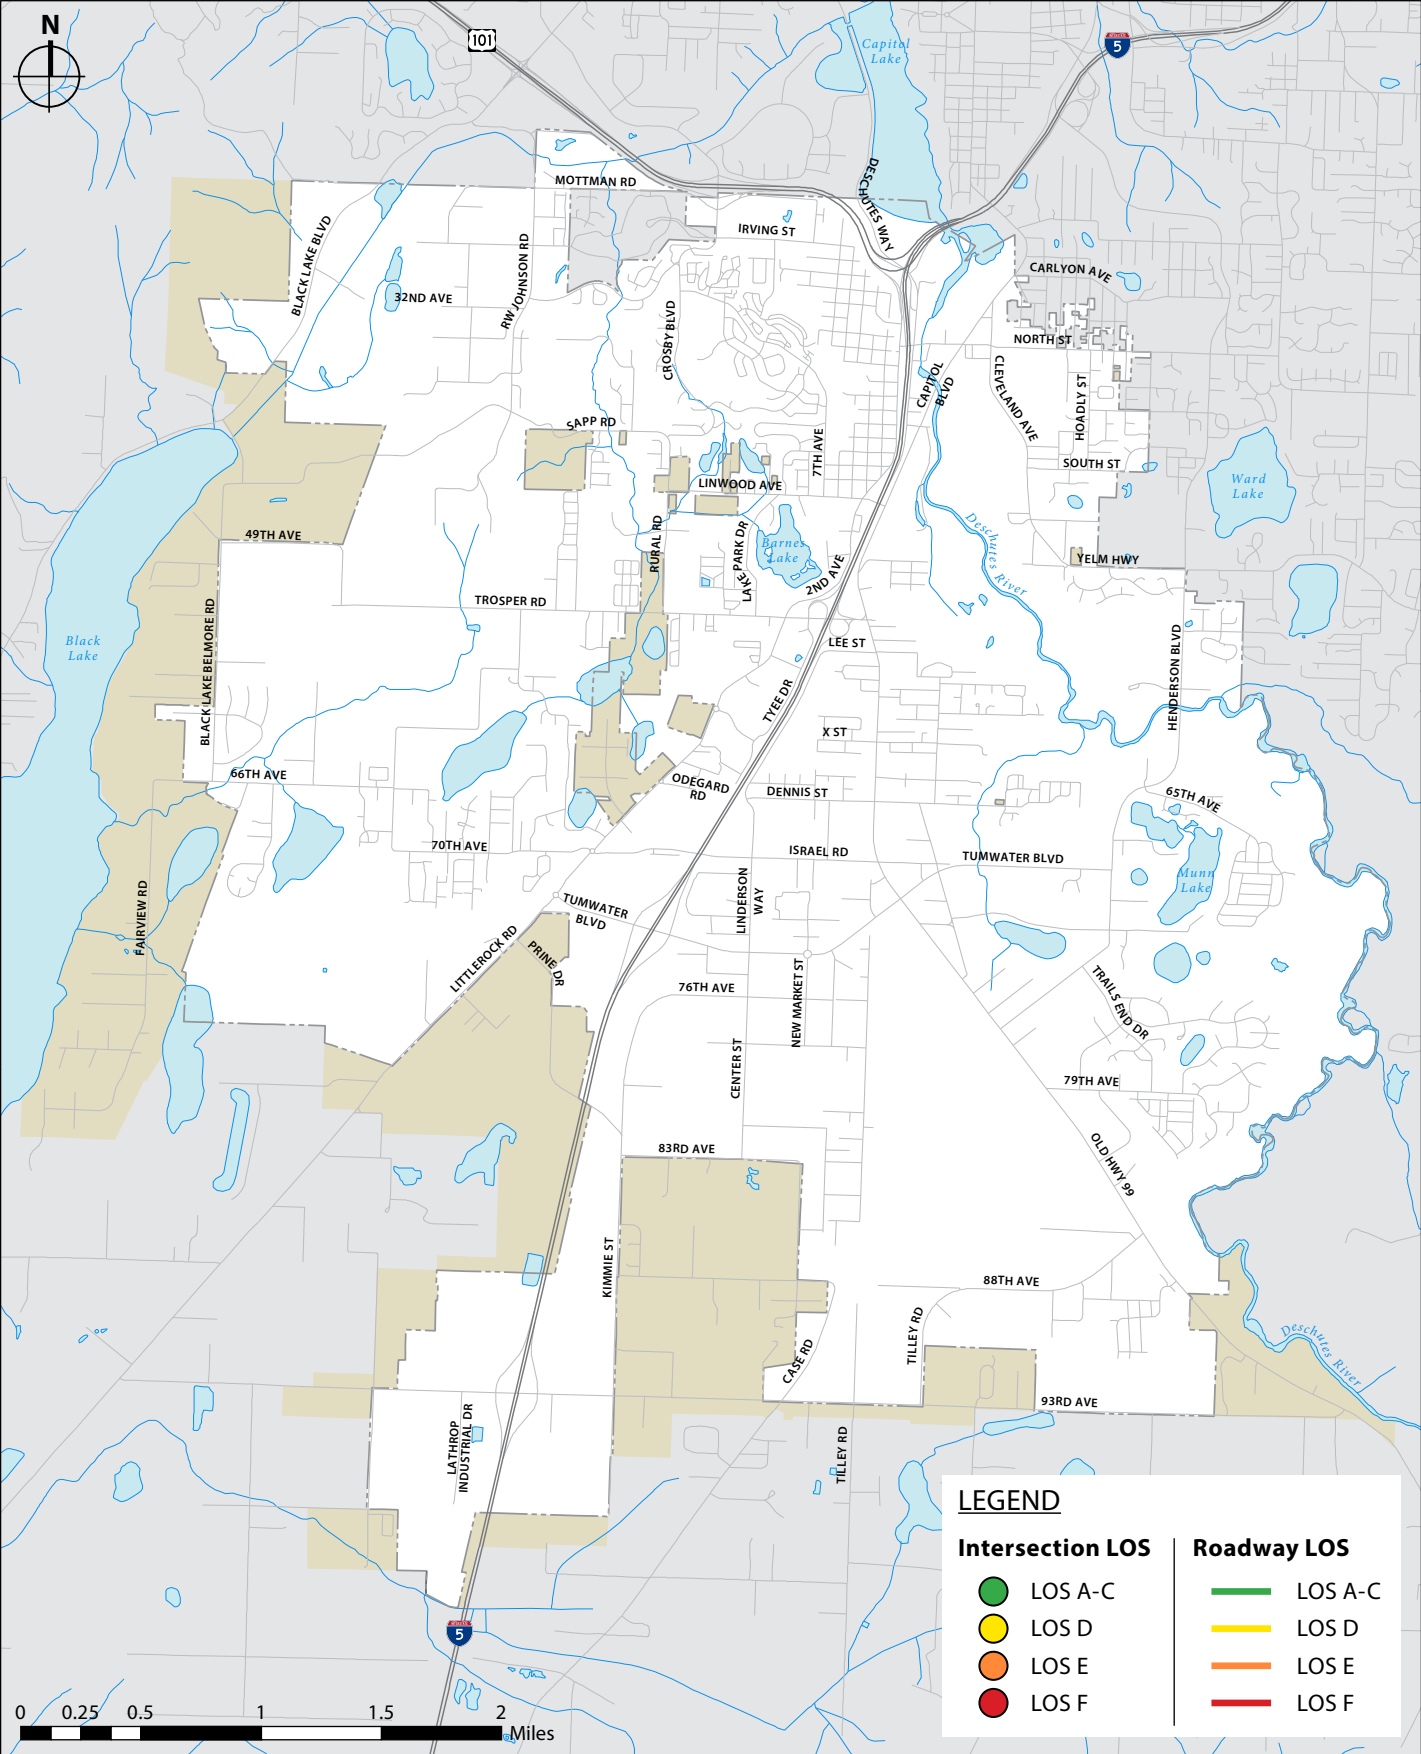 N
101
5
Capitol
Lake
DESCHUTES WAY
MOTTMAN RD
IRVING ST
BLACK LAKE BLVD
RW JOHNSON RD
32ND AVE
CROSBY BLVD
CARLYON AVE
NORTH ST
CAPITOL
BLVD
CLEVELAND AVE
HOADLY ST
SAPP RD
7TH AVE
SOUTH ST
LINWOOD AVE
Ward
Lake
49TH AVE
RURAL RD
LAKE PARK DR
Barnes
Lake
2ND AVE
Deschutes River
YELM HWY
TROSPER RD
BLACK LAKE BELMORE RD
Black
Lake
LEE ST
HENDERSON BLVD
TYEE DR
X ST
66TH AVE
ODEGARD
RD
DENNIS ST
65TH AVE
70TH AVE
ISRAEL RD
TUMWATER BLVD
Munn
Lake
FAIRVIEW RD
TUMWATER
BLVD
LINDERSON
WAY
LITTLEROCK RD
PRINE DR
76TH AVE
NEW MARKET ST
TRAILS END DR
CENTER ST
79TH AVE
83RD AVE
OLD HWY 99
KIMMIE ST
88TH AVE
TILLEY RD
CASE RD
Deschutes River
93RD AVE
LATHROP
INDUSTRIAL DR
TILLEY RD
5
LEGEND
Intersection LOS
LOS A-C
LOS D
LOS E
LOS F
Roadway LOS
LOS A-C
LOS D
LOS E
LOS F
0 0.25 0.5 1 1.5 2
Miles